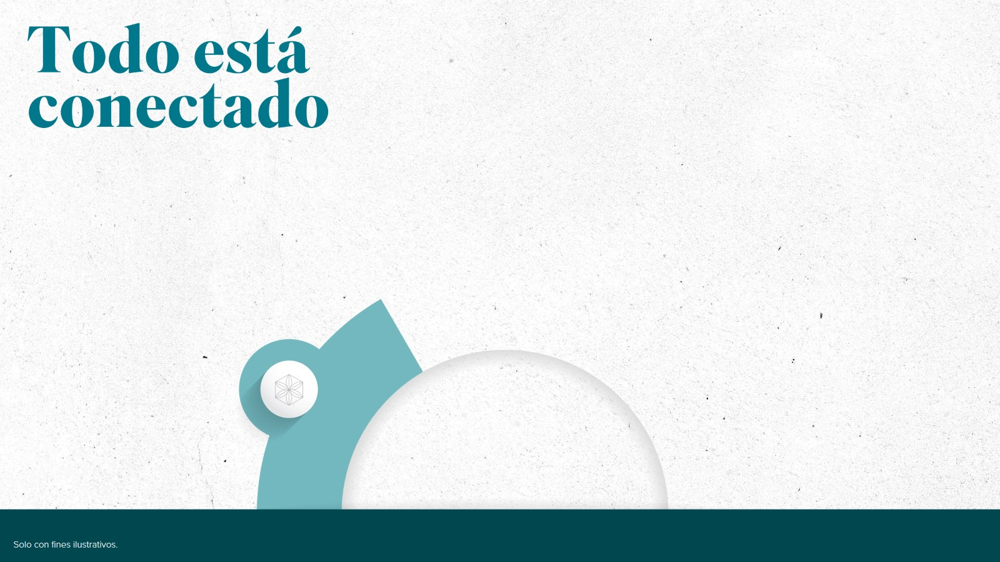 Todo está
conectado
Solo con fines ilustrativos.